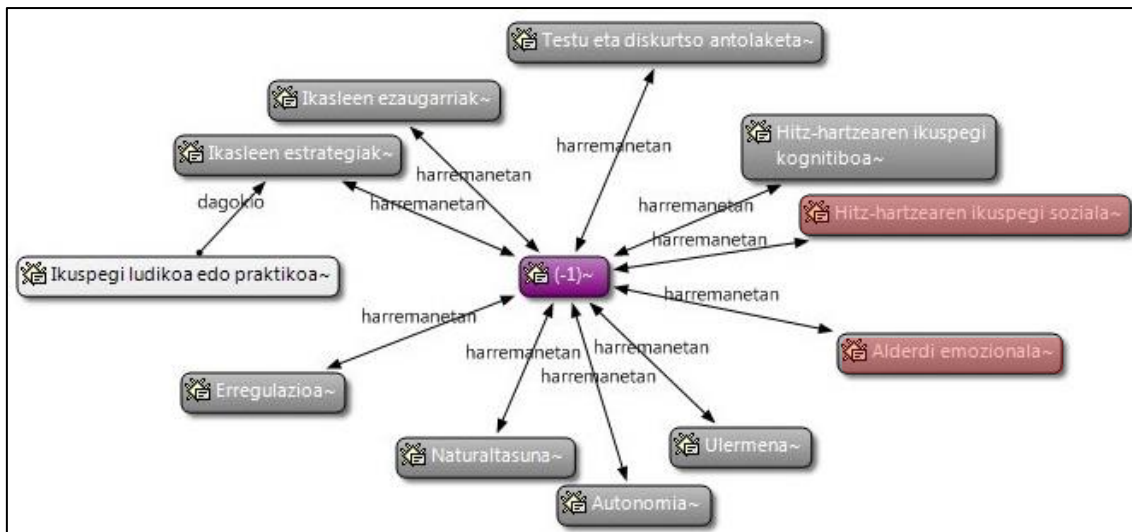 Testu eta diskurtso antolaketa~
Ikasleen ezaugarriak~
Hitz-hartzearen ikuspegi
kognitiboa~
harremanetan
Ikasleen estrategiak~
harremanetan
dagokio
harremanetan
harremanetan
Hitz-hartzearen ikuspegi soziala~
harremanetan
Ikuspegi ludikoa edo praktikoa~
(-1)~
harremanetan
harremanetan
Alderdi emozionala~
harremanetan
harremanetan
harremanetan
Erregulazioa~
Naturaltasuna~
Ulermena~
Autonomia~